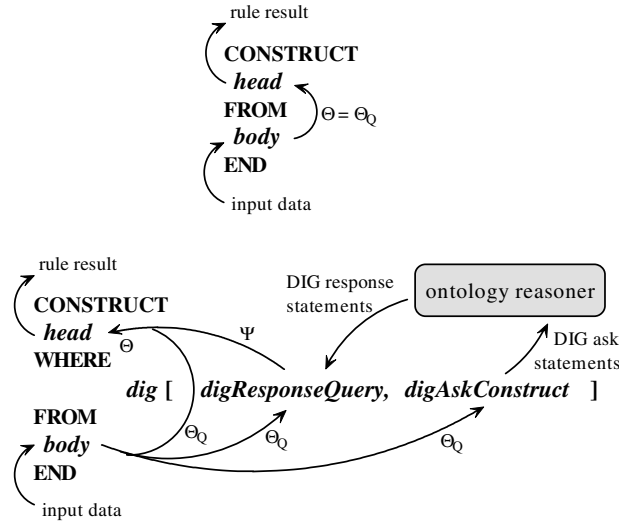 rule result
CONSTRUCT
head
FROM
Θ = Θ_Q
body
END
input data
rule result
CONSTRUCT
head
Θ
WHERE
Ψ
DIG response
statements
ontology reasoner
DIG ask
statements
dig [ digResponseQuery, digAskConstruct ]
FROM
body
END
Θ_Q
Θ_Q
Θ_Q
input data